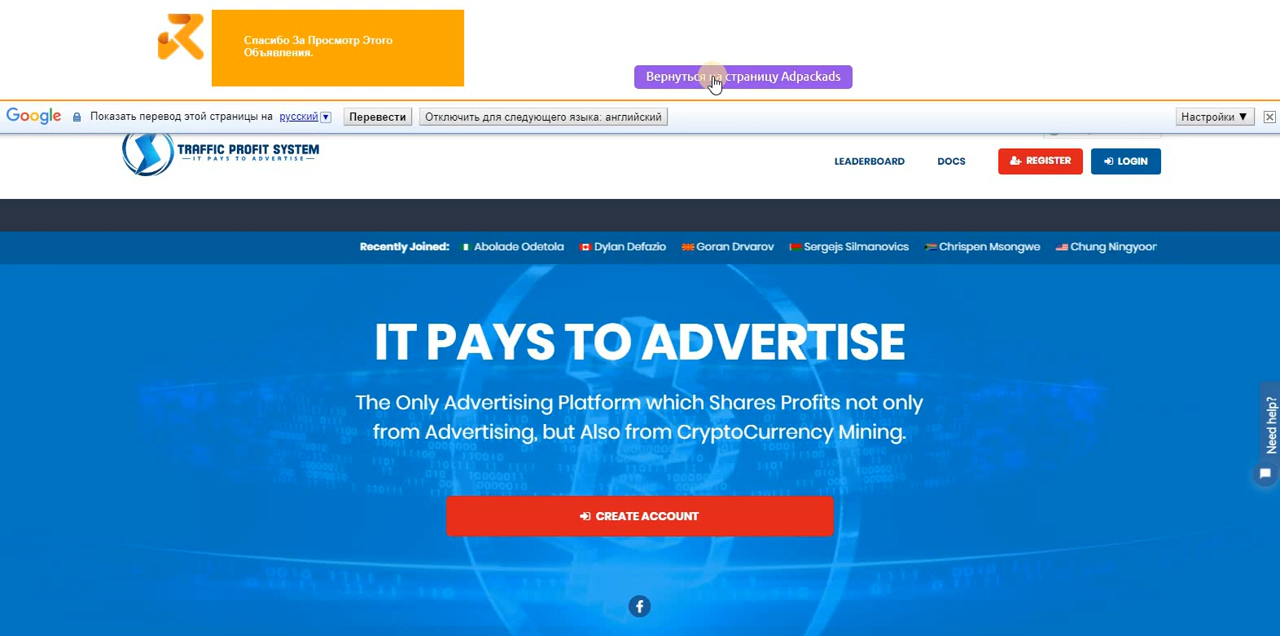 Спасибо За Просмотр Этого
Объявления.
Вернуться на страницу Adpackads
Google Показать перевод этой страницы на русский ▼ Перевести Отключить для следующего языка: английский Настройки ▼
TRAFFIC PROFIT SYSTEM
IT PAYS TO ADVERTISE
LEADERBOARD DOCS REGISTER LOGIN
Recently Joined: Abolade Odetola Dylan Defazio Goran Drvarov Sergejs Silmanovics Chrispen Msongwe Chung Ningyoor
IT PAYS TO ADVERTISE
The Only Advertising Platform which Shares Profits not only
from Advertising, but Also from CryptoCurrency Mining.
Need help?
CREATE ACCOUNT